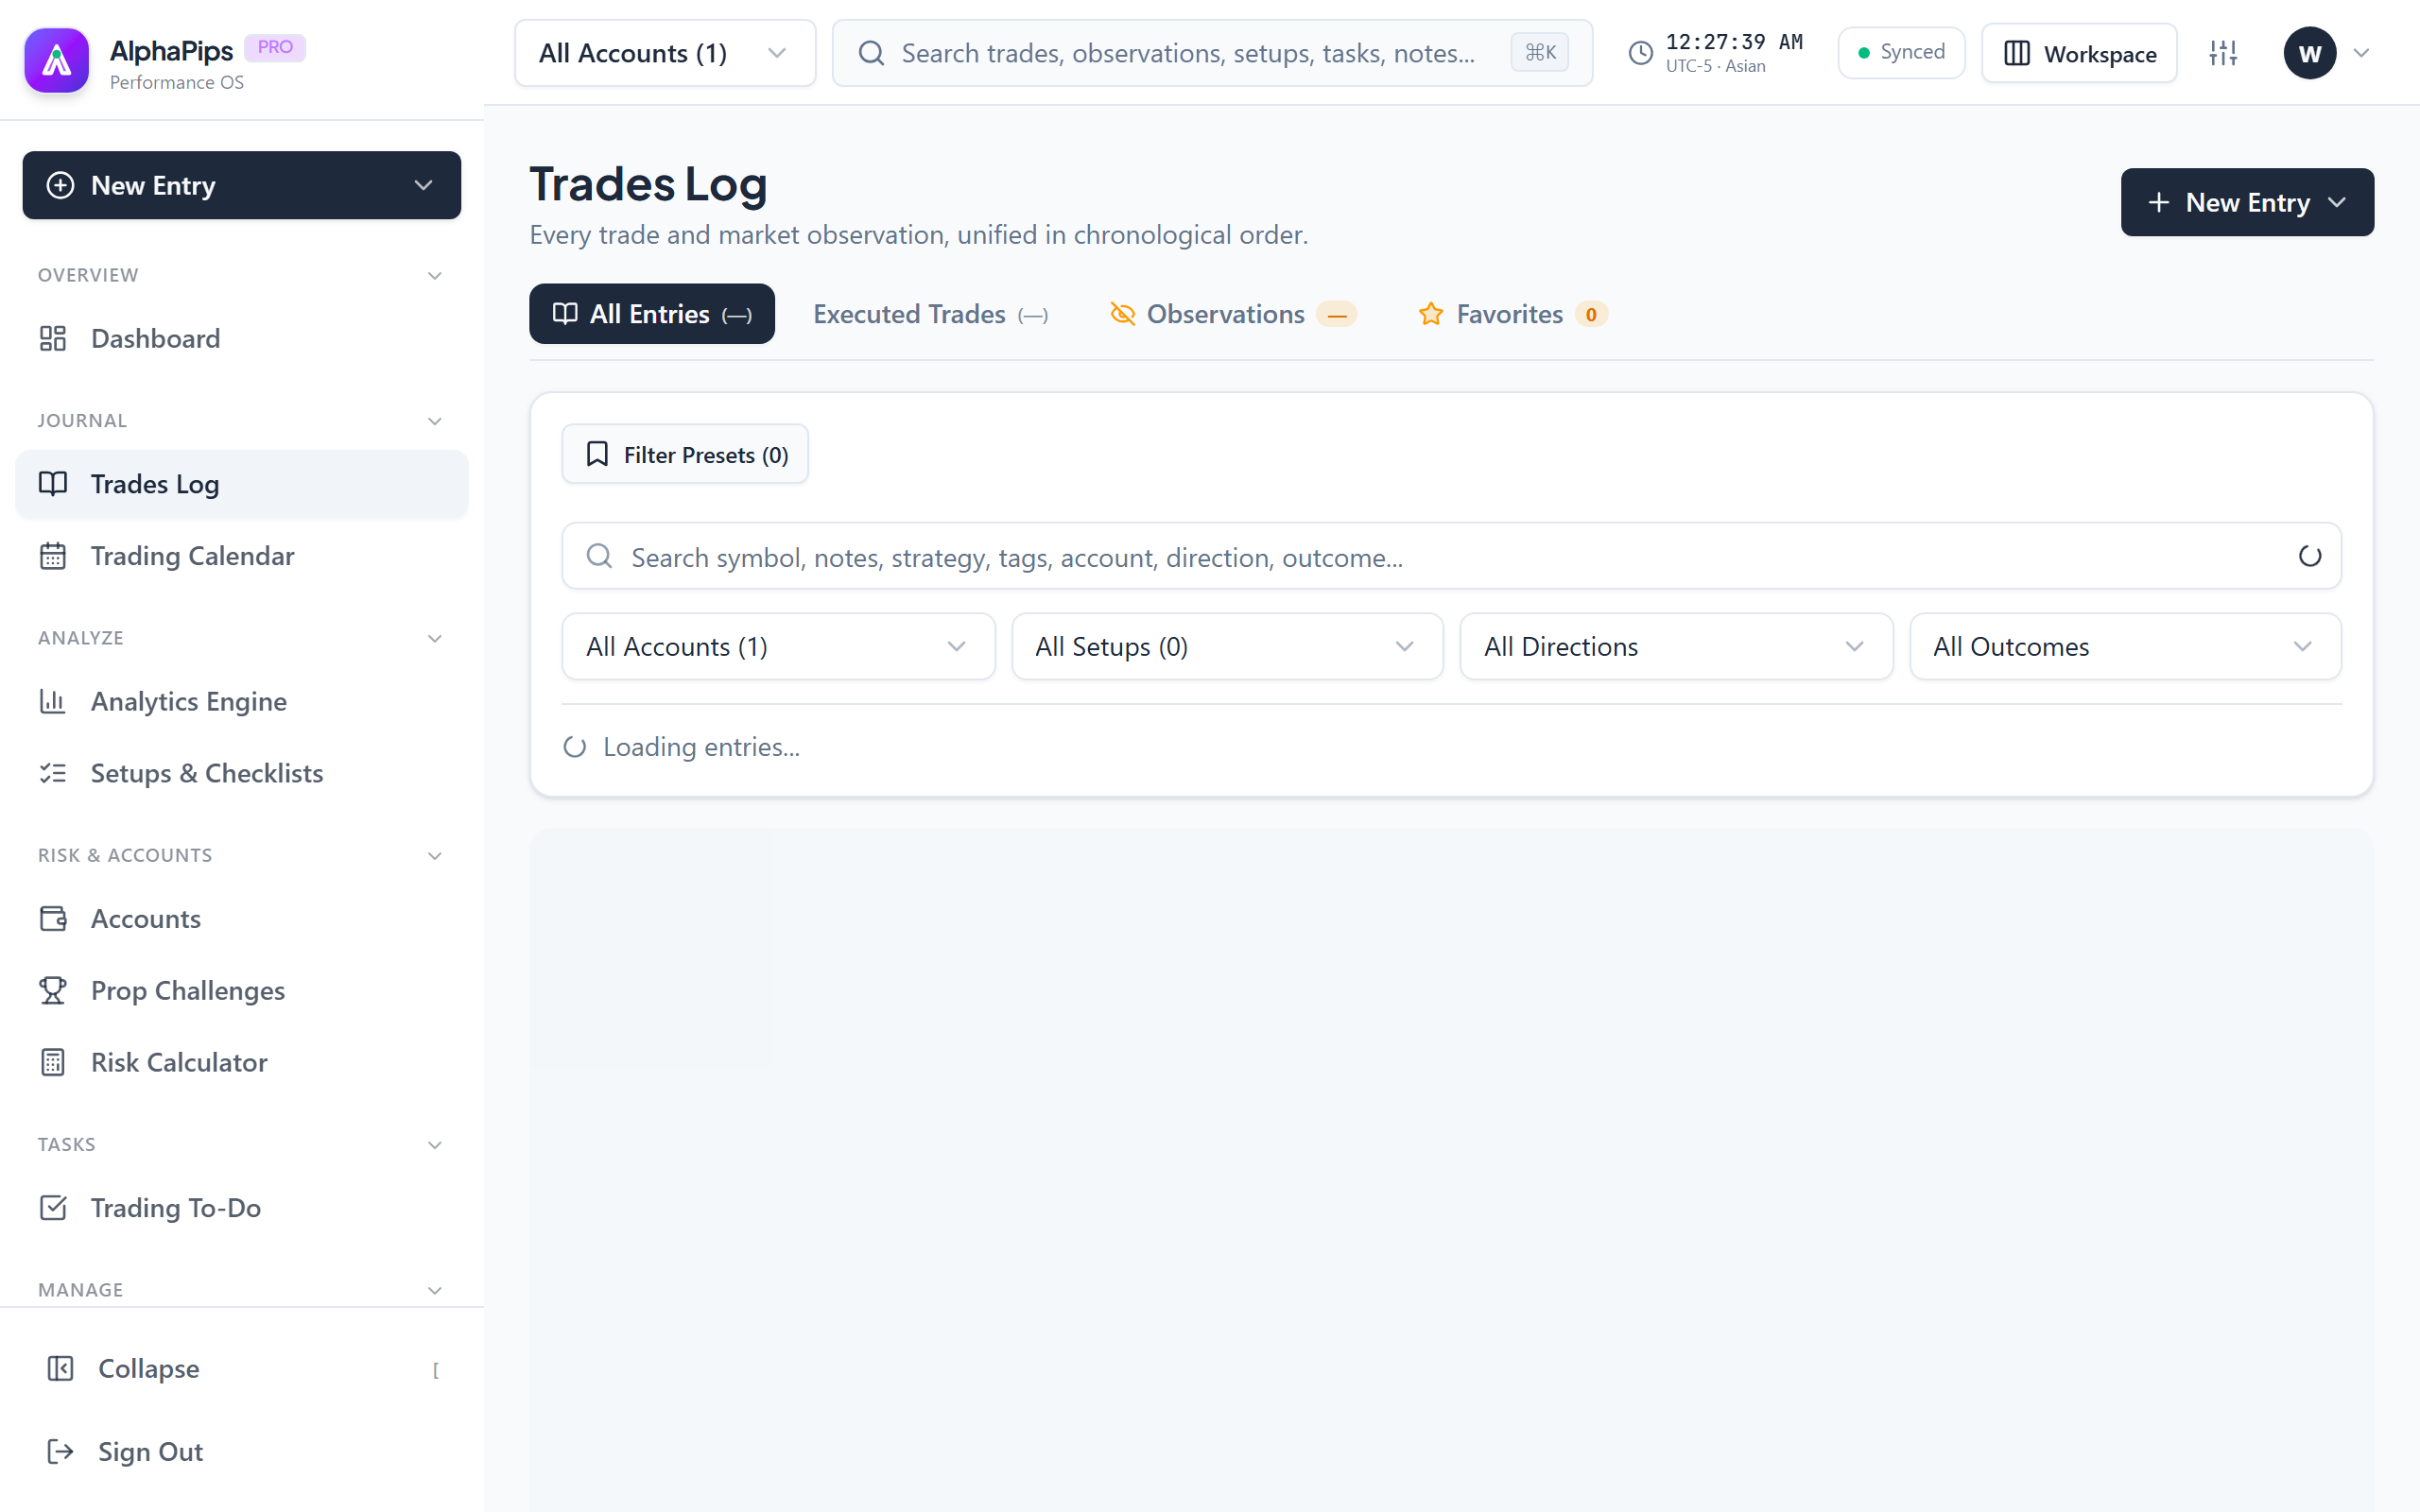 AlphaPips PRO
Performance OS
New Entry
OVERVIEW
Dashboard
JOURNAL
Trades Log
Trading Calendar
ANALYZE
Analytics Engine
Setups & Checklists
RISK & ACCOUNTS
Accounts
Prop Challenges
Risk Calculator
TASKS
Trading To-Do
MANAGE
Collapse [
Sign Out
All Accounts (1)
Search trades, observations, setups, tasks, notes... ⌘K
12:27:39 AM
UTC-5 · Asian
Synced
Workspace
W
Trades Log
Every trade and market observation, unified in chronological order.
New Entry
All Entries (—) Executed Trades (—) Observations — Favorites 0
Filter Presets (0)
Search symbol, notes, strategy, tags, account, direction, outcome...
All Accounts (1) All Setups (0) All Directions All Outcomes
Loading entries...